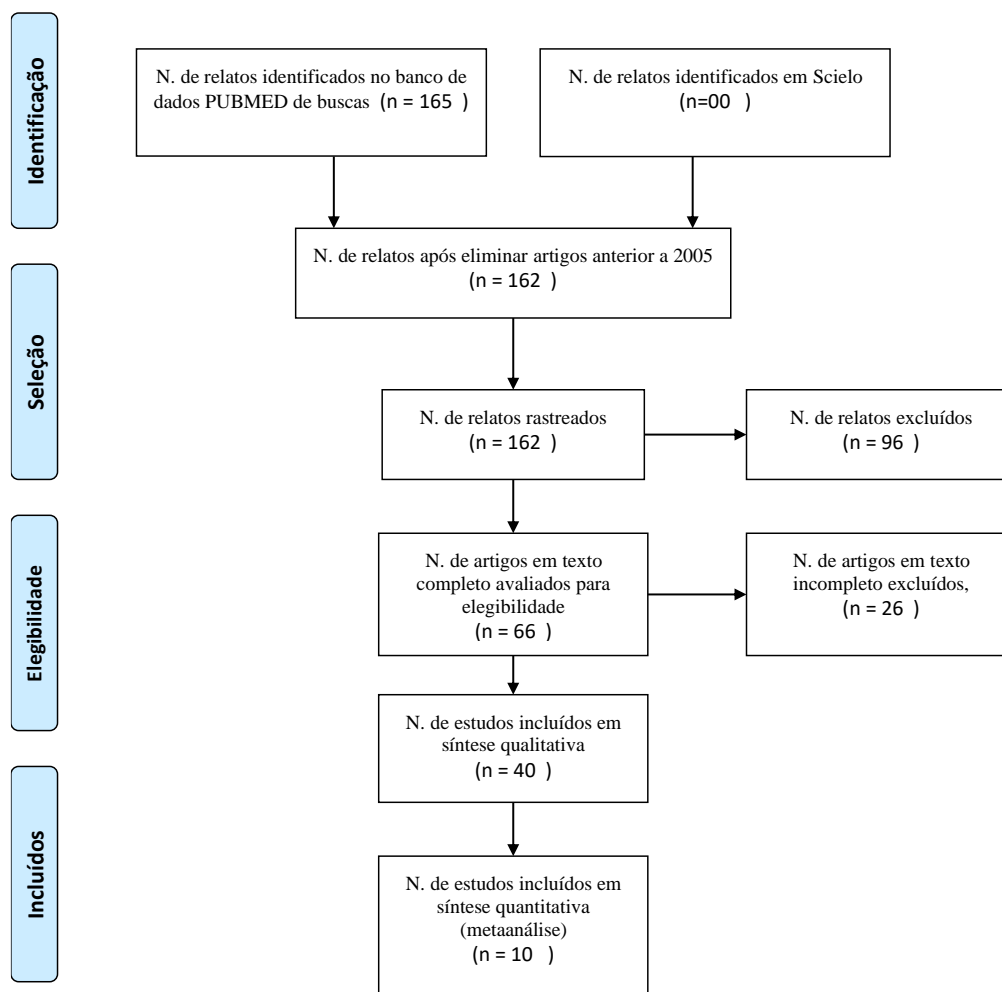 Identificação
N. de relatos identificados no banco de
dados PUBMED de buscas (n = 165 )
N. de relatos identificados em Scielo
(n=00 )
N. de relatos após eliminar artigos anterior a 2005
(n = 162 )
Seleção
N. de relatos rastreados
(n = 162 )
N. de relatos excluídos
(n = 96 )
Elegibilidade
N. de artigos em texto
completo avaliados para
elegibilidade
(n = 66 )
N. de artigos em texto
incompleto excluídos,
(n = 26 )
N. de estudos incluídos em
síntese qualitativa
(n = 40 )
Incluídos
N. de estudos incluídos em
síntese quantitativa
(metaanálise)
(n = 10 )